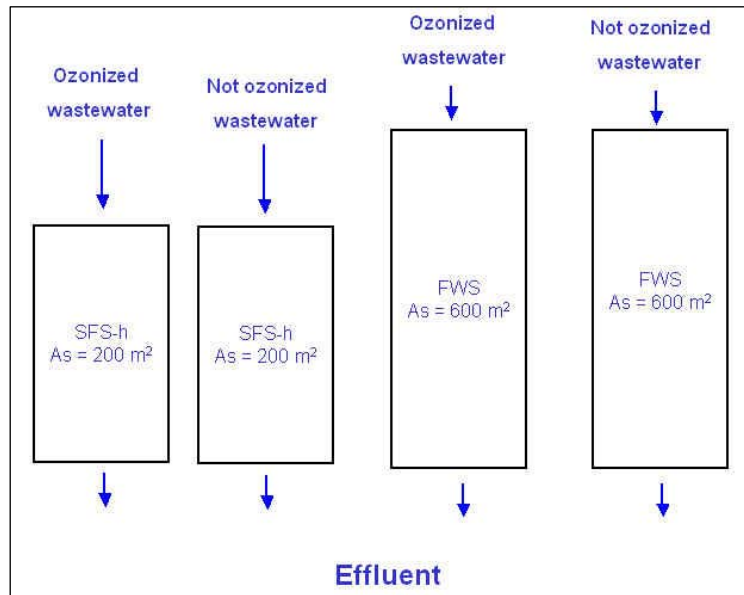 Ozonized
wastewater
Not ozonized
wastewater
Ozonized
wastewater
Not ozonized
wastewater
SFS-h
As = 200 m²
SFS-h
As = 200 m²
FWS
As = 600 m²
FWS
As = 600 m²
Effluent